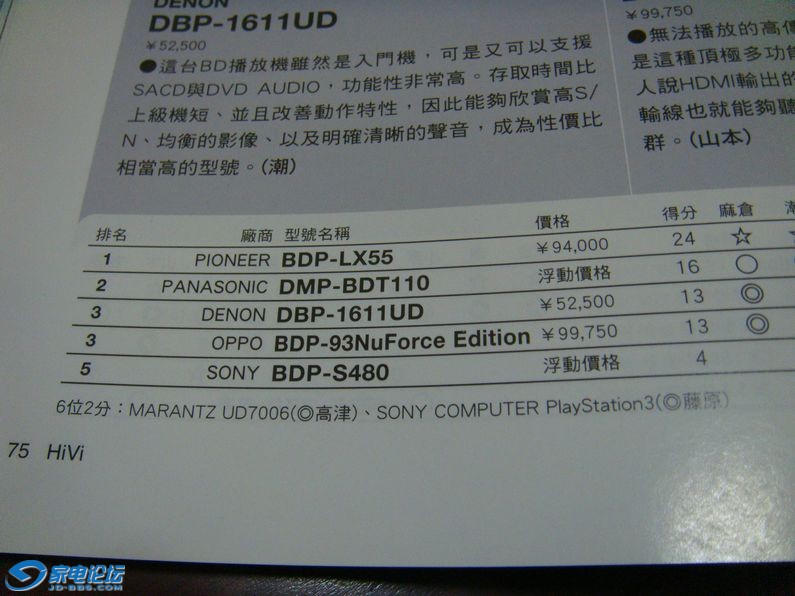 DENON
DBP-1611UD
￥52,500
●這台BD播放機雖然是入門機，可是又可以支援
SACD與DVD AUDIO，功能性非常高。存取時間比
上級機短、並且改善動作特性，因此能夠欣賞高S/
N、均衡的影像、以及明確清晰的聲音，成為性價比
相當高的型號。(潮)
￥99,750
●無法播放的高
是這種頂極多功
人說HDMI輸出的
輸線也就能夠
群。(山本)
排名 廠商 型號名稱 價格 得分 麻倉
1 PIONEER BDP-LX55 ￥94,000 24 ☆
2 PANASONIC DMP-BDT110 浮動價格 16 ○
3 DENON DBP-1611UD ￥52,500 13 ◎
3 OPPO BDP-93NuForce Edition ￥99,750 13 ◎
5 SONY BDP-S480 浮動價格 4
6位2分：MARANTZ UD7006(◎高津)、SONY COMPUTER PlayStation3(◎藤原)
75 HiVi
家电论坛
JD-BBS.COM